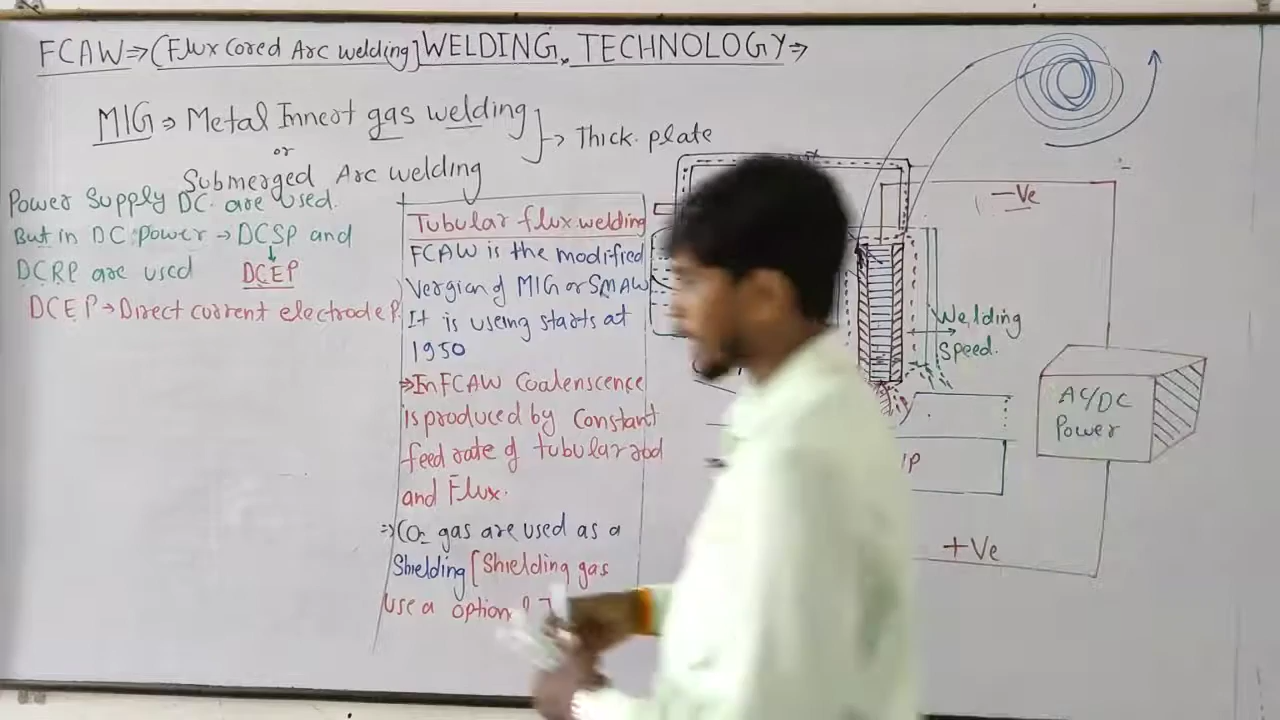 FCAW⇒(Flux Cored Arc welding] WELDING. TECHNOLOGY⇒
MIG ⇒ Metal Innert gas welding
or
Submerged Arc welding
→ Thick. plate
Power Supply DC. are used.
But in DC power → DCSP and
DCRP are used DCEP
DCEP → Direct current electrode P.
Tubular flux welding
FCAW is the modified
Vergian of MIG or SMAW
It is useing starts at
1950
⇒In FCAW Coalenscence
is produced by Constant
feed rate of tubular rod
and Flux.
⇒ CO2 gas are used as a
Shielding [Shielding gas
use a option
-Ve
Welding
Speed.
AC/DC
Power
+Ve